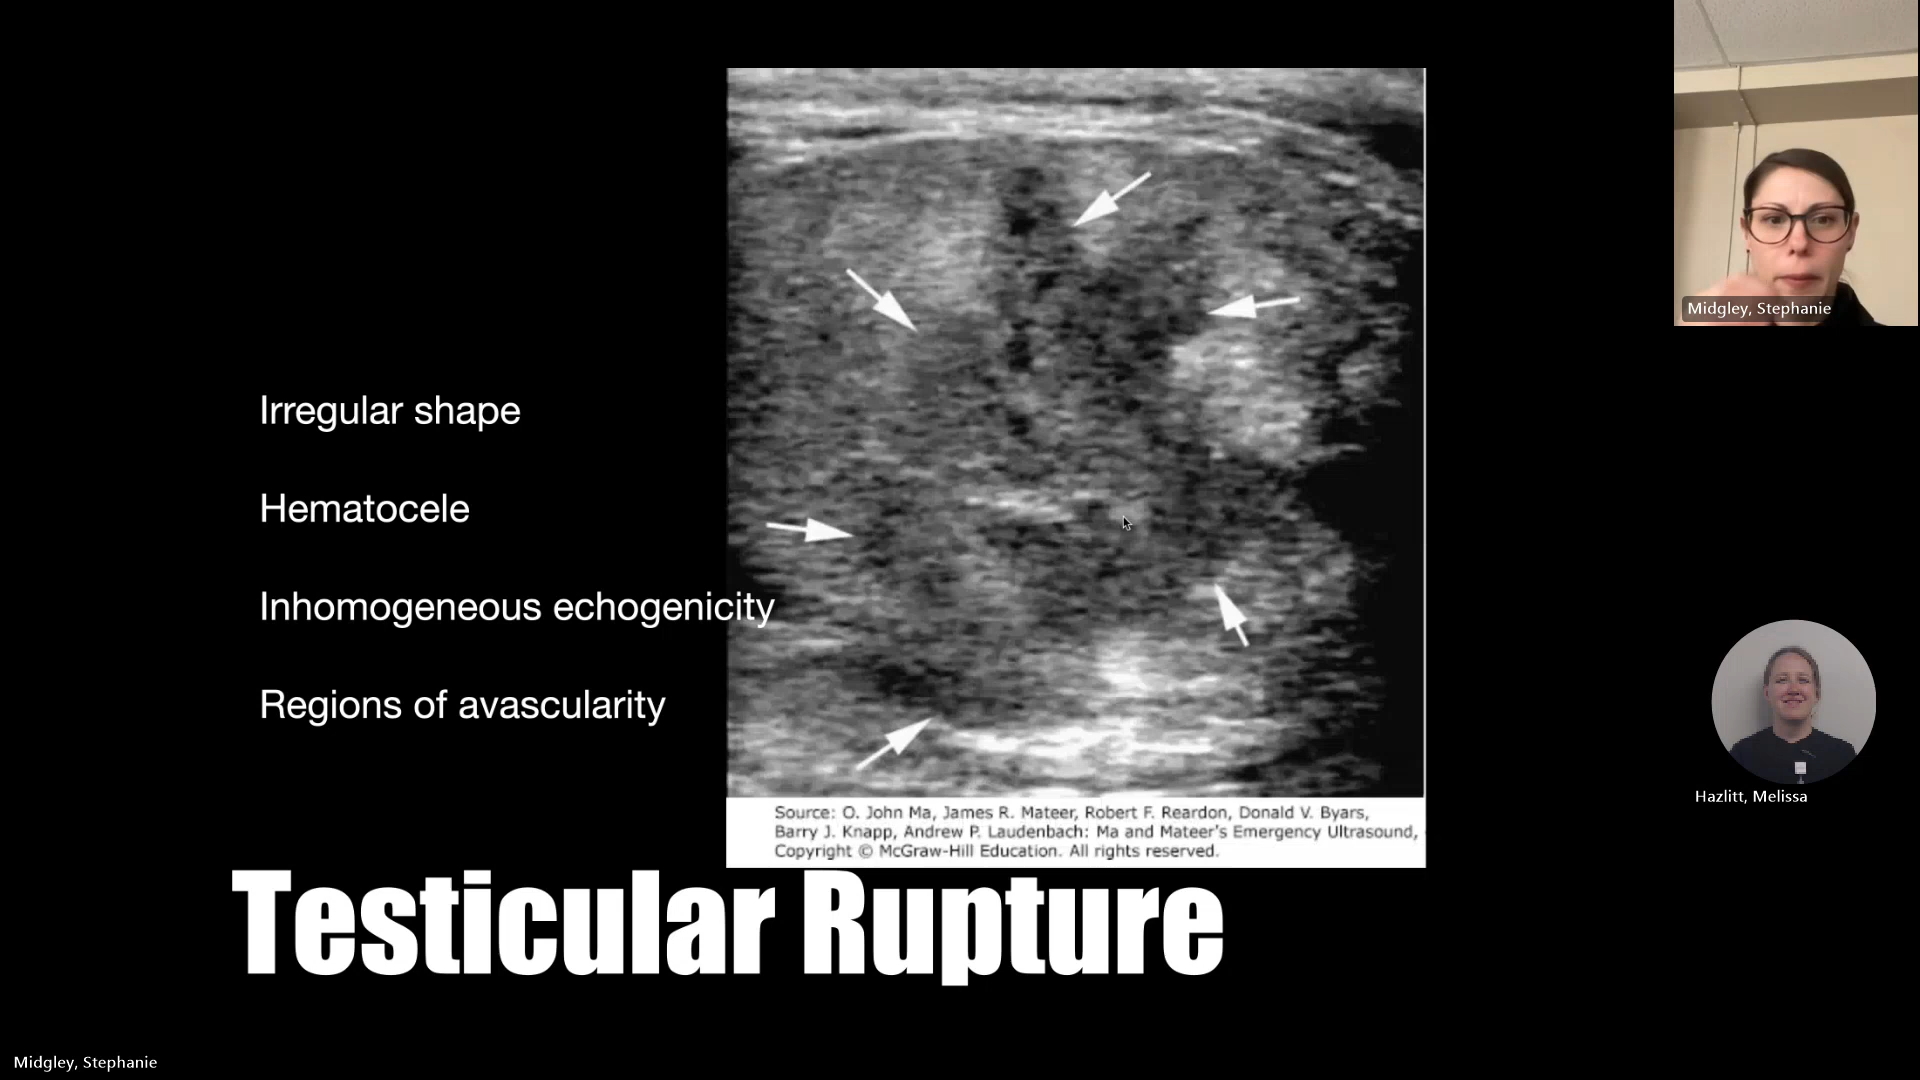 Irregular shape
Hematocele
Inhomogeneous echogenicity
Regions of avascularity
Source: O. John Ma, James R. Mateer, Robert F. Reardon, Donald V. Byars,
Barry J. Knapp, Andrew P. Laudenbach: Ma and Mateer's Emergency Ultrasound,
Copyright © McGraw-Hill Education. All rights reserved.
Testicular Rupture
Midgley, Stephanie
Hazlitt, Melissa
Midgley, Stephanie